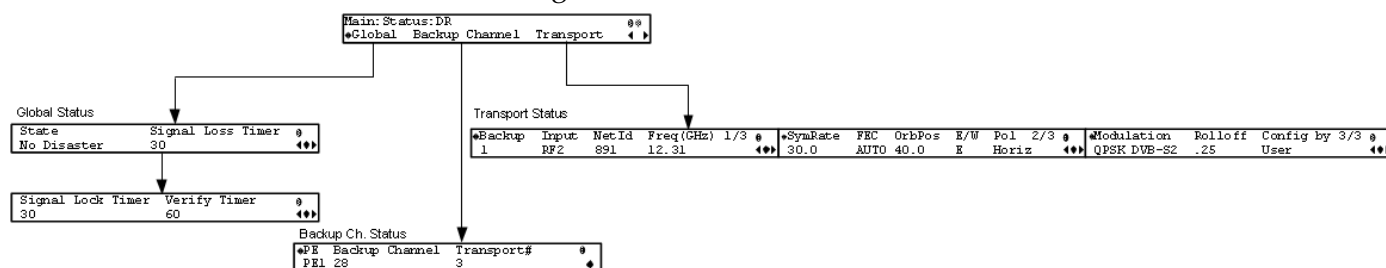 Main:Status:DR
Global Backup Channel Transport
Global Status
State Signal Loss Timer
No Disaster 30
Signal Lock Timer Verify Timer
30 60
Backup Ch. Status
PE Backup Channel Transport#
PE1 28 3
Transport Status
Backup Input NetId Freq(GHz) 1/3
1 RF2 891 12.31
SymRate FEC OrbPos E/W Pol 2/3
30.0 AUTO 40.0 E Horiz
Modulation Rolloff Config by 3/3
QPSK DVB-S2 .25 User